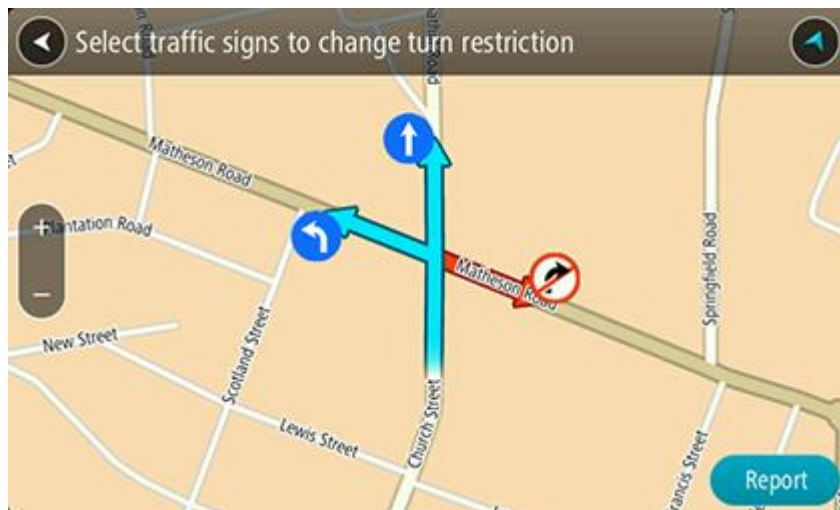 Select traffic signs to change turn restriction
Matheson Road
Plantation Road
Matheson Road
Springfield Road
New Street
Scotland Street
Lewis Street
Church Street
Report